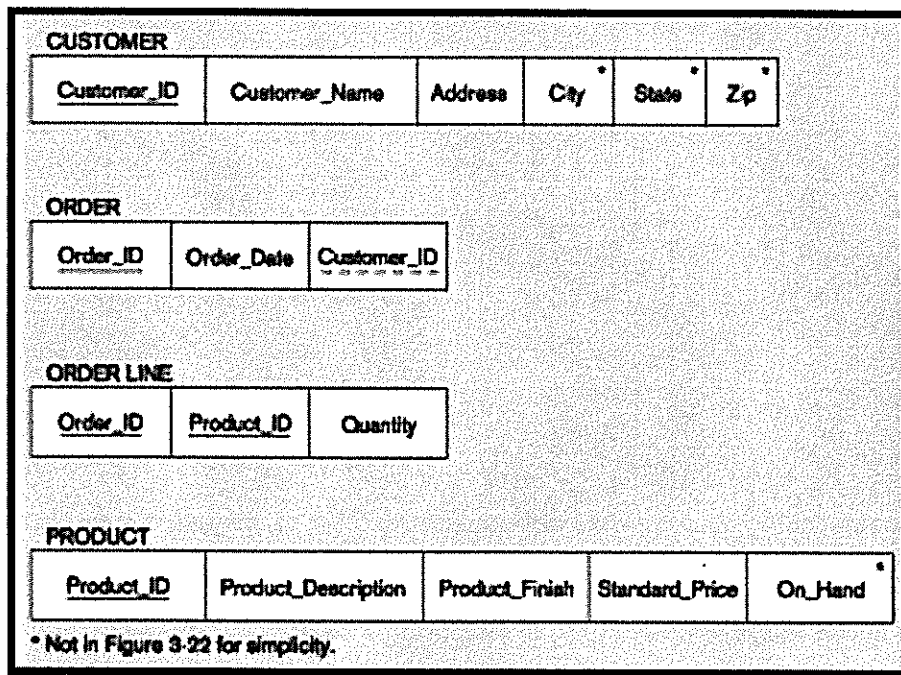 CUSTOMER
Customer_ID Customer_Name Address City* State* Zip*
ORDER
Order_ID Order_Date Customer_ID
ORDER LINE
Order_ID Product_ID Quantity
PRODUCT
Product_ID Product_Description Product_Finish Standard_Price On_Hand*
* Not in Figure 3-22 for simplicity.